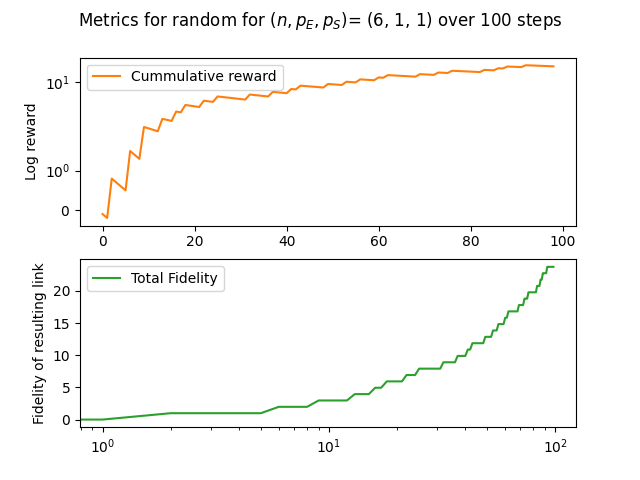 Metrics for random for (n, p_E, p_S)= (6, 1, 1) over 100 steps
Cummulative reward
Log reward
10^1
10^0
0
0 20 40 60 80 100
Total Fidelity
Fidelity of resulting link
20
15
10
5
0
10^0 10^1 10^2